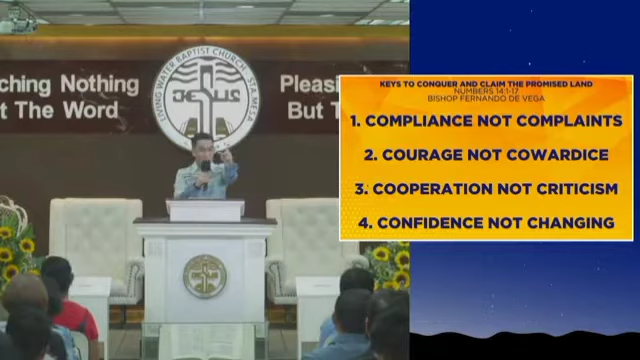 ching Nothing
t The Word
LIVING WATER BAPTIST CHURCH - STA. MESA
JESUS
Pleasi
But T
KEYS TO CONQUER AND CLAIM THE PROMISED LAND
NUMBERS 14:1-17
BISHOP FERNANDO DE VEGA
1. COMPLIANCE NOT COMPLAINTS
2. COURAGE NOT COWARDICE
3. COOPERATION NOT CRITICISM
4. CONFIDENCE NOT CHANGING